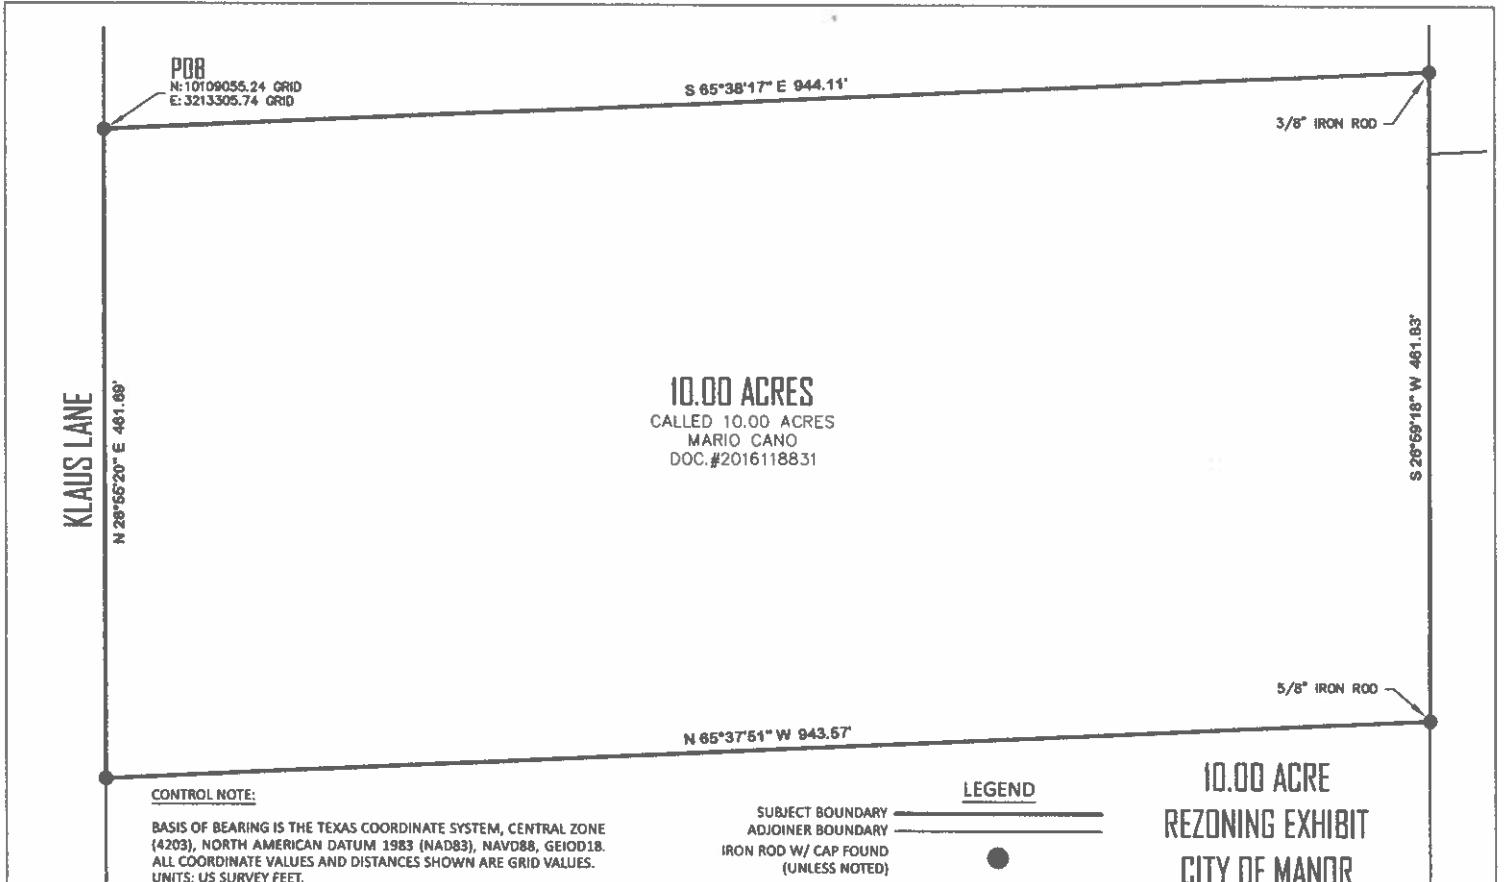 POB
N:10109055.24 GRID
E:3213305.74 GRID
S 65°38'17" E 944.11'
3/8" IRON ROD
KLAUS LANE
N 28°55'20" E 461.69'
10.00 ACRES
CALLED 10.00 ACRES
MARIO CANO
DOC.#2016118831
S 28°59'18" W 461.83'
5/8" IRON ROD
N 65°37'51" W 943.57'
CONTROL NOTE:
BASIS OF BEARING IS THE TEXAS COORDINATE SYSTEM, CENTRAL ZONE
(4203), NORTH AMERICAN DATUM 1983 (NAD83), NAVD88, GEIOD18.
ALL COORDINATE VALUES AND DISTANCES SHOWN ARE GRID VALUES.
UNITS: US SURVEY FEET.
LEGEND
SUBJECT BOUNDARY
ADJOINER BOUNDARY
IRON ROD W/ CAP FOUND
(UNLESS NOTED)
10.00 ACRE
REZONING EXHIBIT
CITY OF MANOR